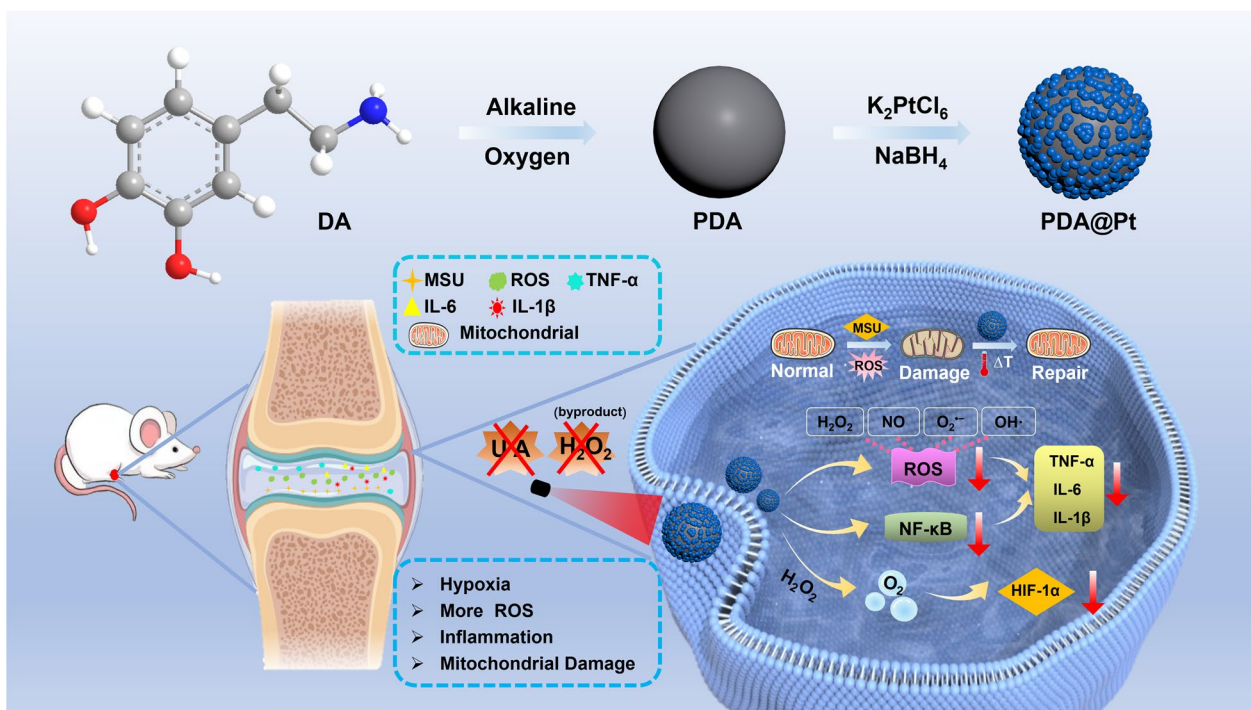 Alkaline
Oxygen
K₂PtCl₆
NaBH₄
DA
PDA
PDA@Pt
MSU
ROS
TNF-α
IL-6
IL-1β
Mitochondrial
MSU
ROS
ΔT
Normal
Damage
Repair
(byproduct)
UA
H₂O₂
H₂O₂
NO
O₂•−
OH·
ROS
TNF-α
IL-6
IL-1β
NF-κB
H₂O₂
O₂
HIF-1α
➢ Hypoxia
➢ More ROS
➢ Inflammation
➢ Mitochondrial Damage